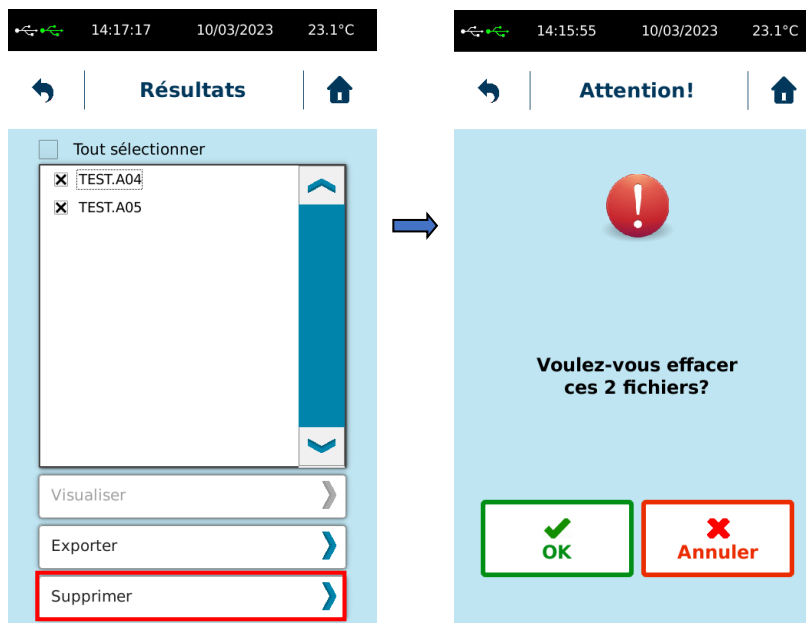 14:17:17 10/03/2023 23.1°C
Résultats
Tout sélectionner
TEST.A04
TEST.A05
Visualiser
Exporter
Supprimer
14:15:55 10/03/2023 23.1°C
Attention!
Voulez-vous effacer
ces 2 fichiers?
OK
Annuler